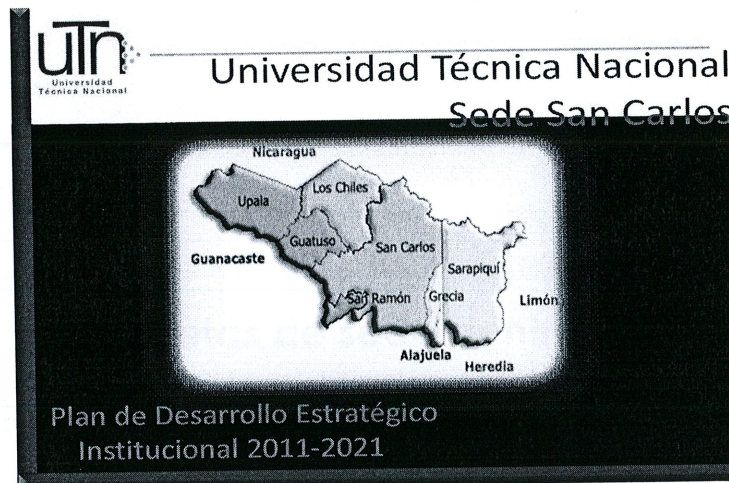 utn
Universidad
Técnica Nacional
Universidad Técnica Nacional
Sede San Carlos
Nicaragua
Los Chiles
Upala
Guatuso
San Carlos
Guanacaste
Sarapiquí
San Ramón
Grecia
Limón
Alajuela
Heredia
Plan de Desarrollo Estratégico
Institucional 2011-2021